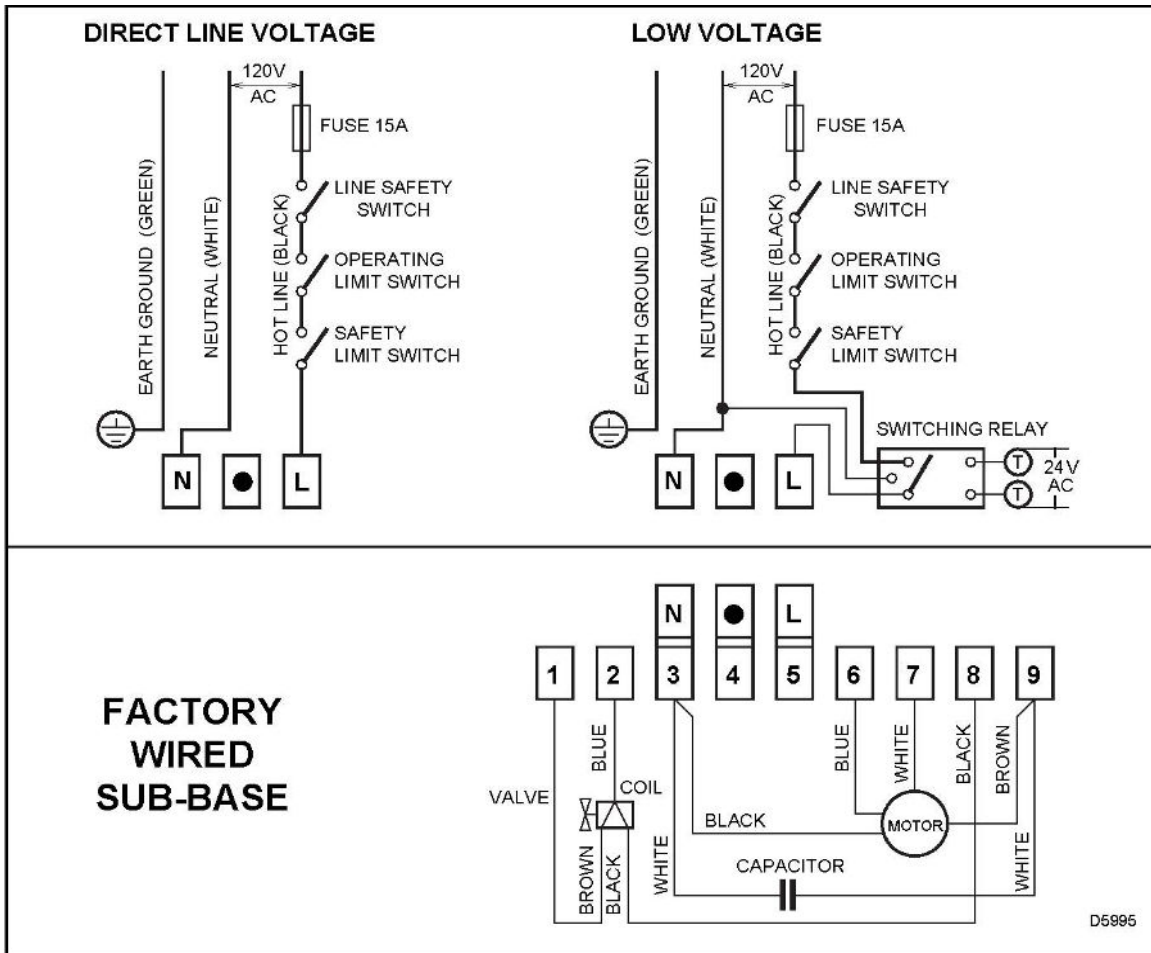 DIRECT LINE VOLTAGE
120V
AC
FUSE 15A
EARTH GROUND (GREEN)
NEUTRAL (WHITE)
HOT LINE (BLACK)
LINE SAFETY
SWITCH
OPERATING
LIMIT SWITCH
SAFETY
LIMIT SWITCH
N
L
LOW VOLTAGE
120V
AC
FUSE 15A
EARTH GROUND (GREEN)
NEUTRAL (WHITE)
HOT LINE (BLACK)
LINE SAFETY
SWITCH
OPERATING
LIMIT SWITCH
SAFETY
LIMIT SWITCH
SWITCHING RELAY
T
T
24V
AC
N
L
FACTORY
WIRED
SUB-BASE
N
L
1
2
3
4
5
6
7
8
9
BLUE
BLUE
WHITE
BLACK
BROWN
VALVE
COIL
BLACK
MOTOR
BROWN
BLACK
WHITE
CAPACITOR
WHITE
D5995